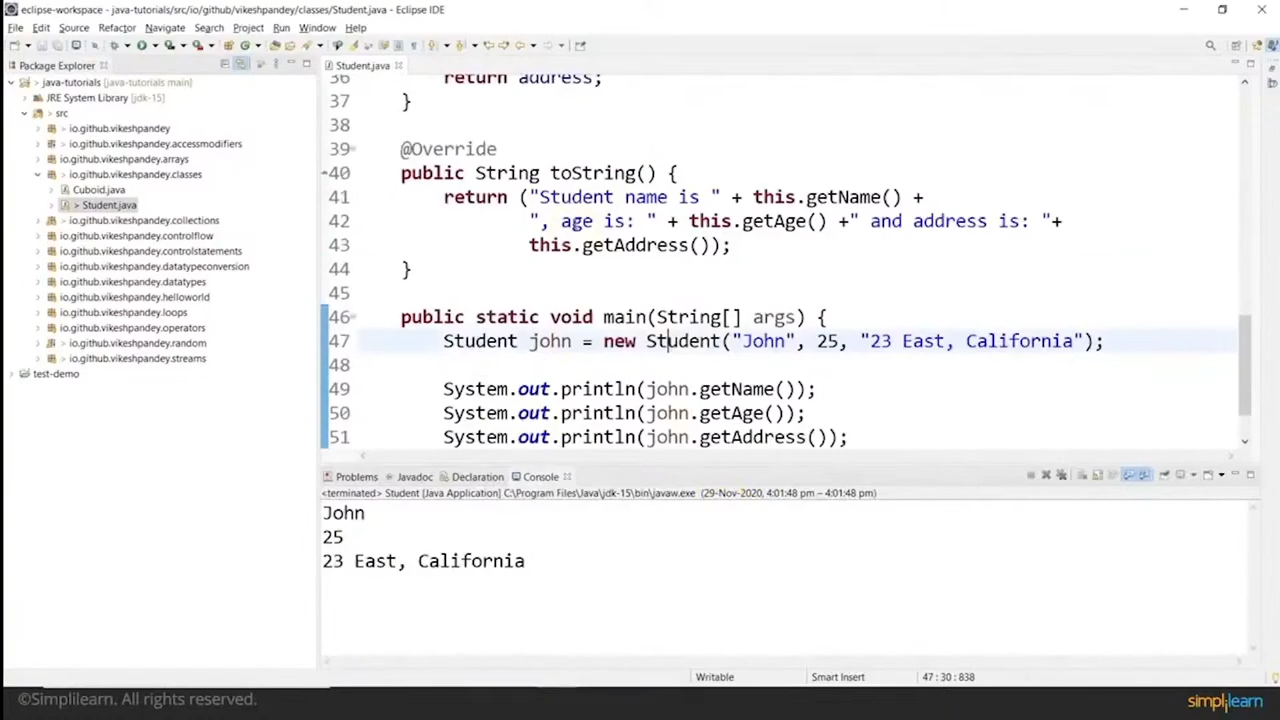 eclipse-workspace - java-tutorials/src/io/github/vikeshpandey/classes/Student.java - Eclipse IDE
File Edit Source Refactor Navigate Search Project Run Window Help
Package Explorer
Student.java
> java-tutorials (java-tutorials main)
JRE System Library [jdk-15]
> src
> io.github.vikeshpandey
> io.github.vikeshpandey.accessmodifiers
io.github.vikeshpandey.arrays
> io.github.vikeshpandey.classes
Cuboid.java
> Student.java
> io.github.vikeshpandey.collections
io.github.vikeshpandey.controlflow
io.github.vikeshpandey.controlstatements
io.github.vikeshpandey.datatypeconversion
io.github.vikeshpandey.datatypes
io.github.vikeshpandey.helloworld
io.github.vikeshpandey.loops
io.github.vikeshpandey.operators
> io.github.vikeshpandey.random
> io.github.vikeshpandey.streams
test-demo
36 return address;
37 }
38
39 @Override
40 public String toString() {
41 return ("Student name is " + this.getName() +
42 ", age is: " + this.getAge() +" and address is: "+
43 this.getAddress());
44 }
45
46 public static void main(String[] args) {
47 Student john = new Student("John", 25, "23 East, California");
48
49 System.out.println(john.getName());
50 System.out.println(john.getAge());
51 System.out.println(john.getAddress());
Problems Javadoc Declaration Console
<terminated> Student [Java Application] C:\Program Files\Java\jdk-15\bin\javaw.exe (29-Nov-2020, 4:01:48 pm – 4:01:48 pm)
John
25
23 East, California
Writable Smart Insert 47 : 30 : 838
©Simplilearn. All rights reserved.
simplilearn